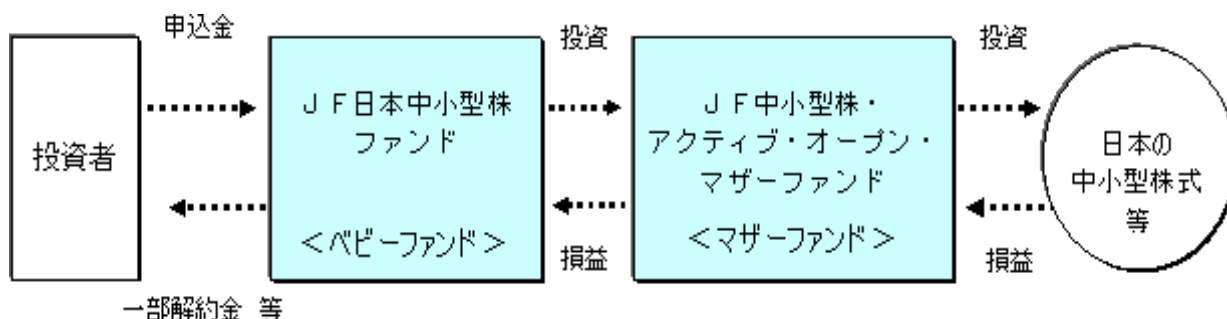 申込金
投資
投資
投資者
ＪＦ日本中小型株
ファンド
＜ベビーファンド＞
ＪＦ中小型株・
アクティブ・オープン・
マザーファンド
＜マザーファンド＞
日本の
中小型株式
等
損益
損益
一部解約金 等